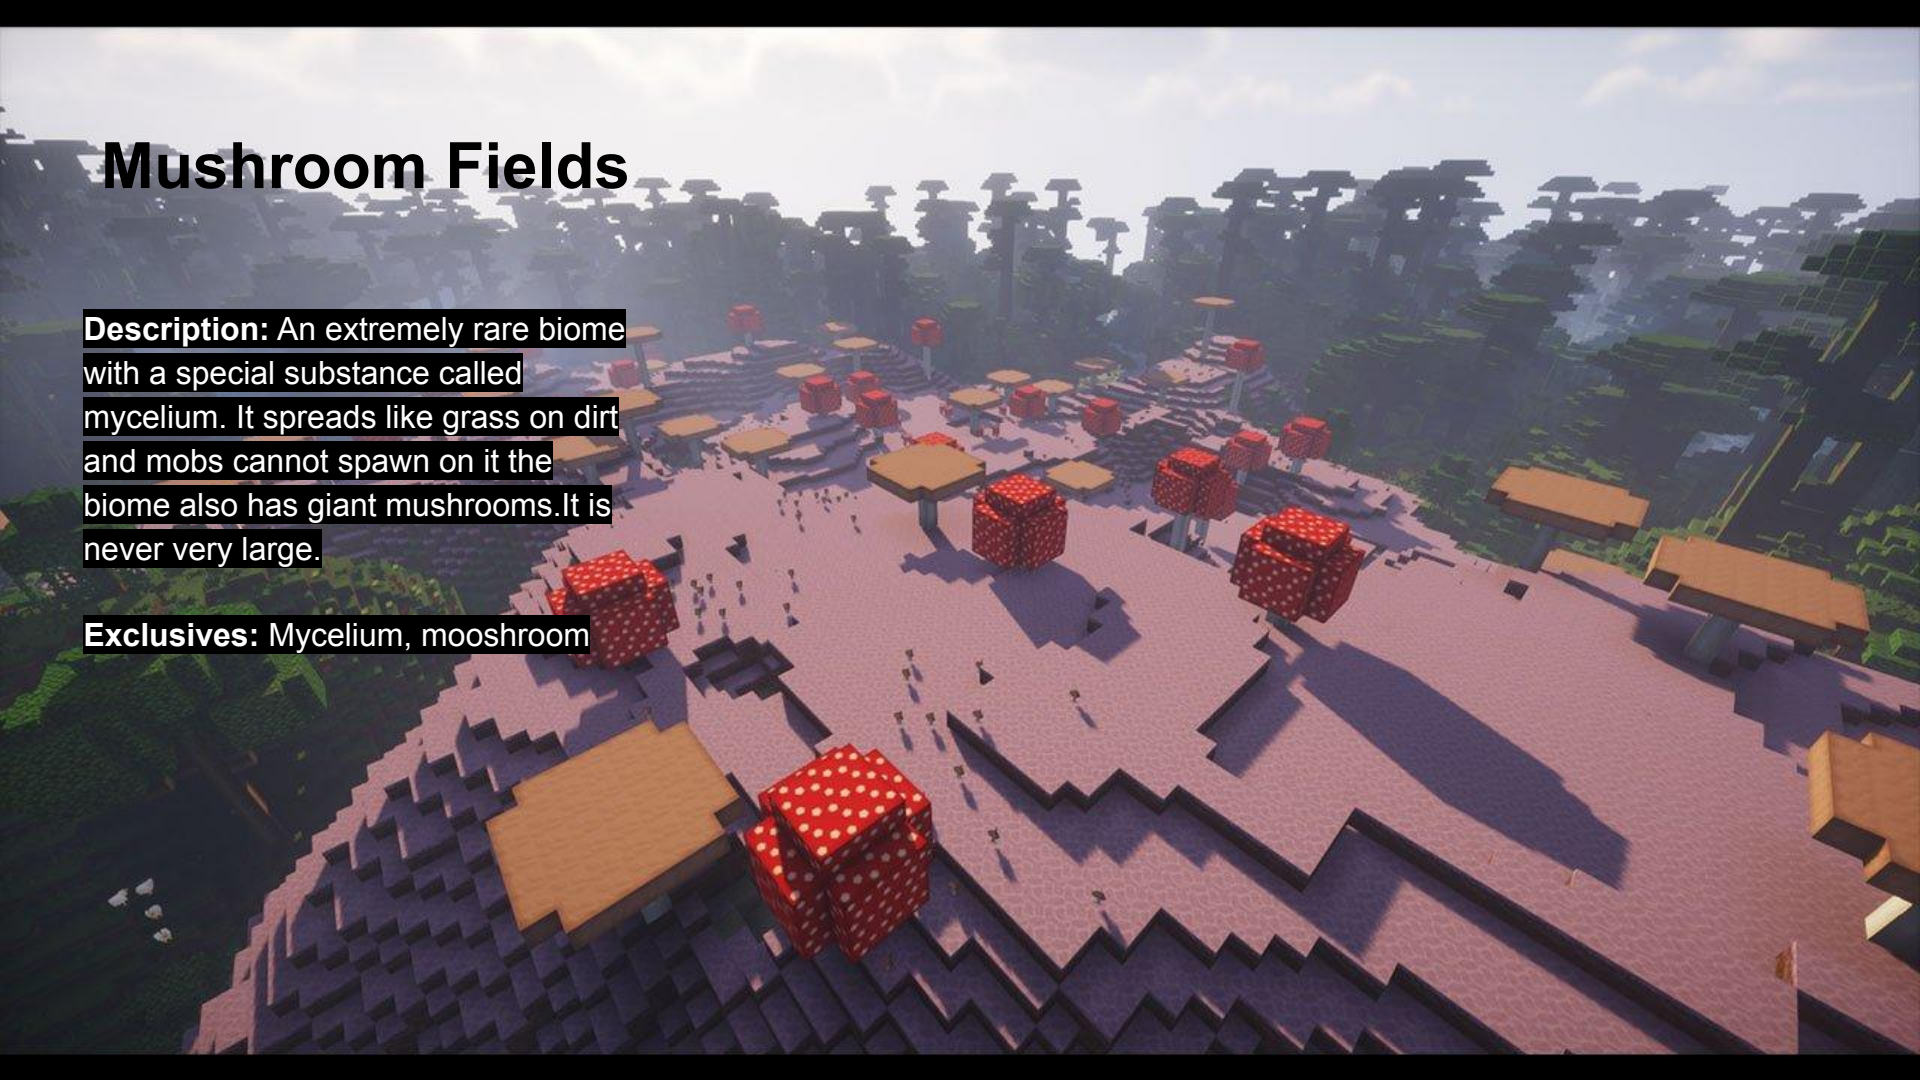 Mushroom Fields
Description: An extremely rare biome
with a special substance called
mycelium. It spreads like grass on dirt
and mobs cannot spawn on it the
biome also has giant mushrooms.It is
never very large.
Exclusives: Mycelium, mooshroom